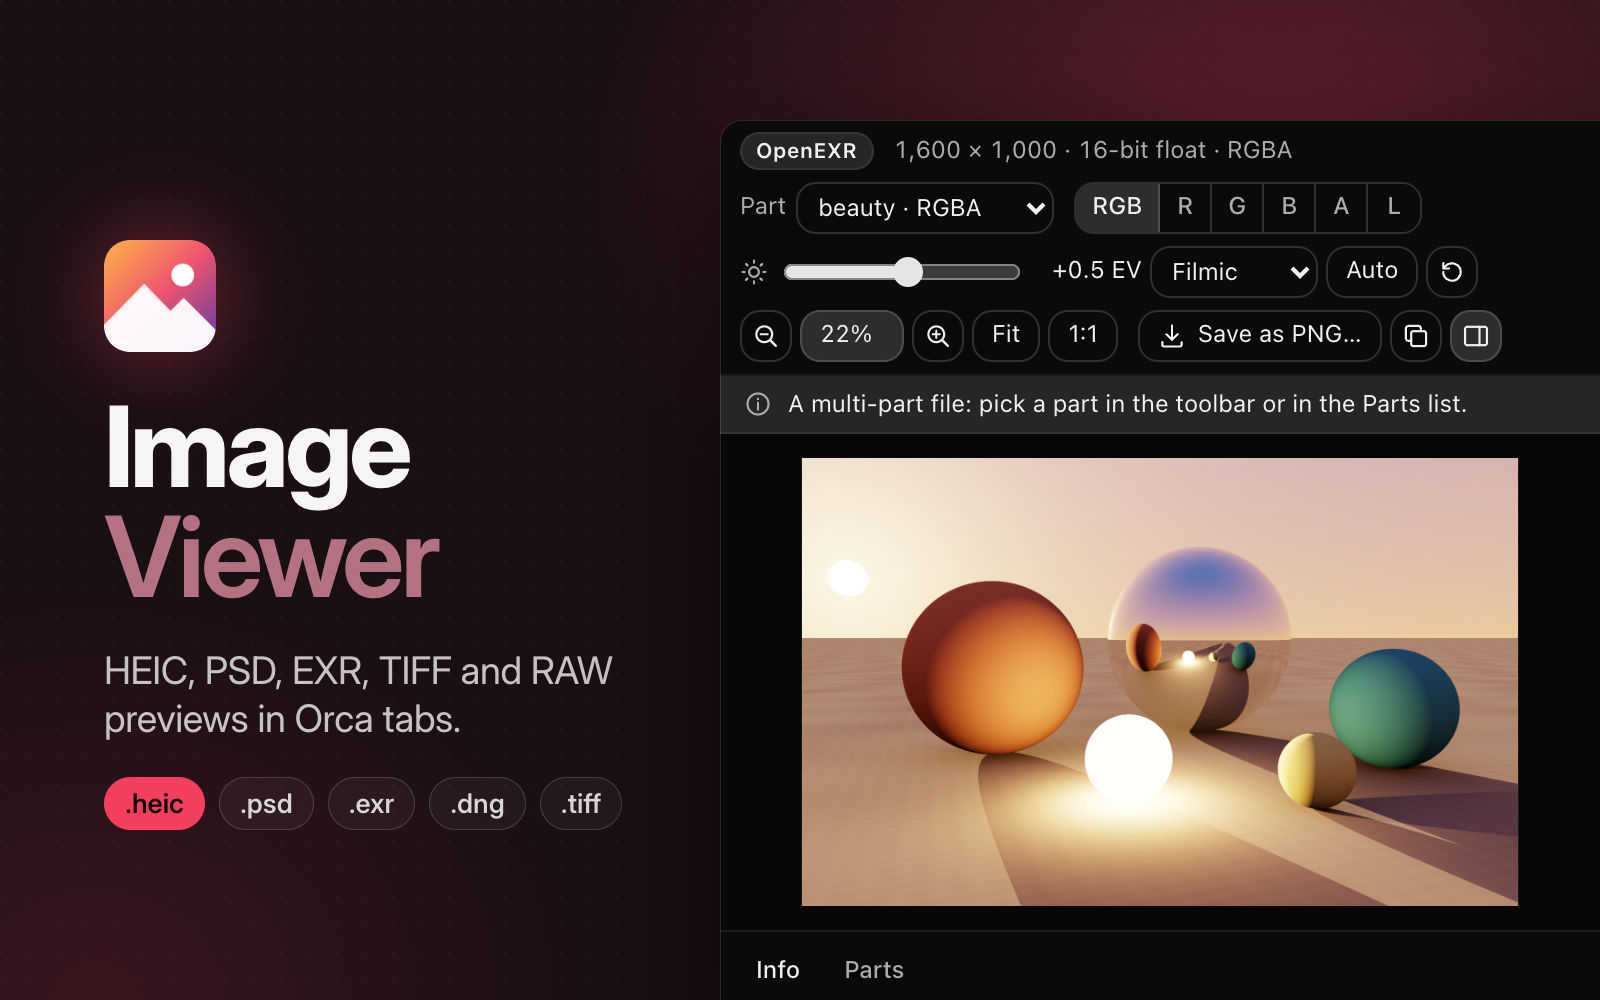 Image
Viewer
HEIC, PSD, EXR, TIFF and RAW
previews in Orca tabs.
.heic .psd .exr .dng .tiff
OpenEXR 1,600 × 1,000 · 16-bit float · RGBA
Part beauty · RGBA RGB R G B A L
+0.5 EV Filmic Auto
22% Fit 1:1 Save as PNG...
A multi-part file: pick a part in the toolbar or in the Parts list.
Info Parts